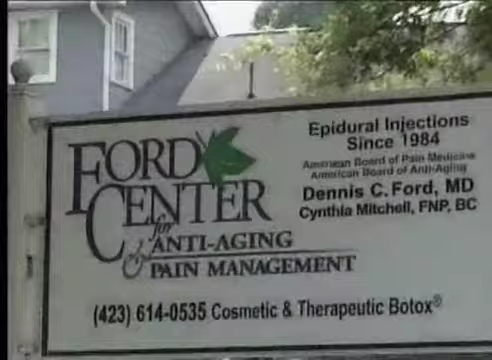 FORD
CENTER
for
ANTI-AGING
& PAIN MANAGEMENT
Epidural Injections
Since 1984
American Board of Pain Medicine
American Board of Anti-Aging
Dennis C. Ford, MD
Cynthia Mitchell, FNP, BC
(423) 614-0535 Cosmetic & Therapeutic Botox®